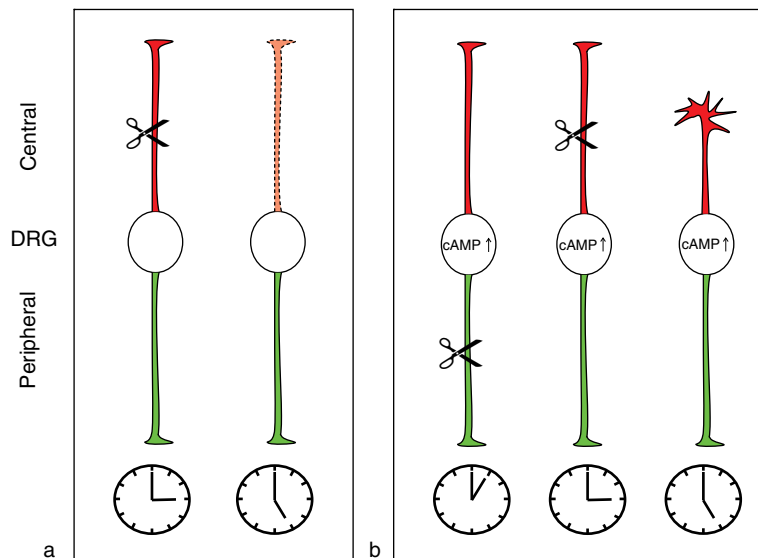 Central
DRG
Peripheral
cAMP ↑
cAMP ↑
cAMP ↑
a
b